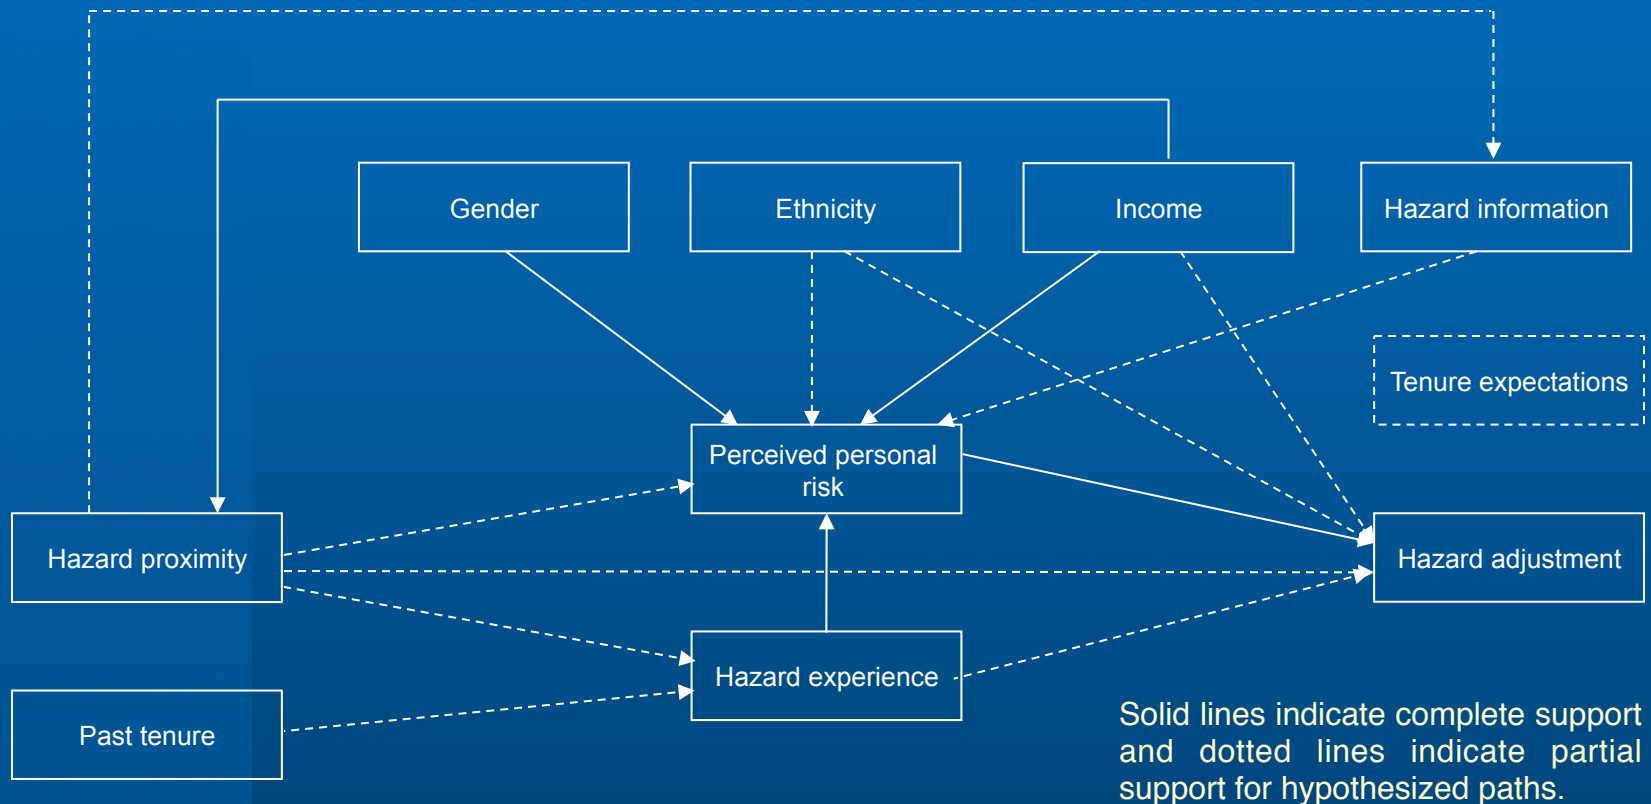 Gender
Ethnicity
Income
Hazard information
Tenure expectations
Perceived personal
risk
Hazard proximity
Hazard adjustment
Hazard experience
Past tenure
Solid lines indicate complete support
and dotted lines indicate partial
support for hypothesized paths.